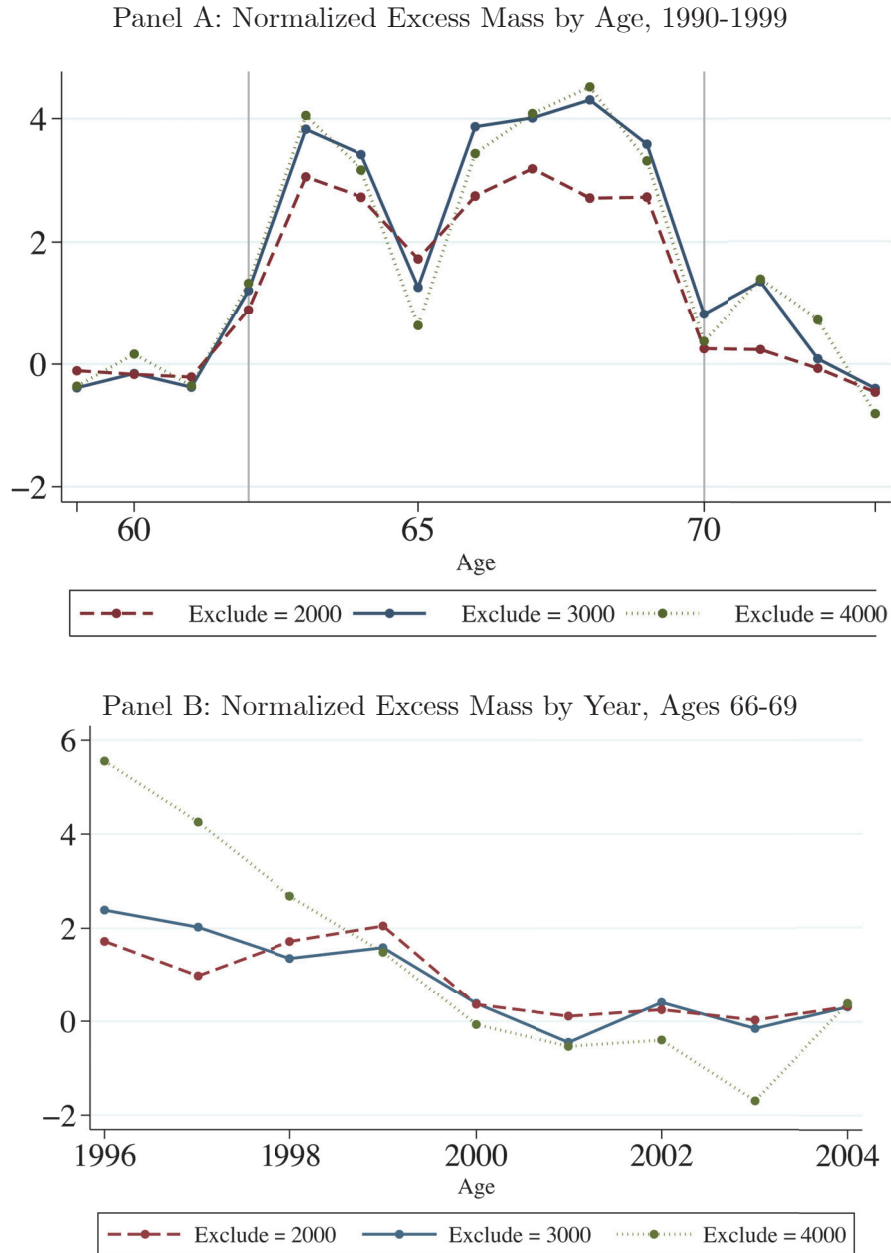 Panel A: Normalized Excess Mass by Age, 1990-1999
4
2
0
−2
60 65 70
Age
Exclude = 2000 Exclude = 3000 Exclude = 4000
Panel B: Normalized Excess Mass by Year, Ages 66-69
6
4
2
0
−2
1996 1998 2000 2002 2004
Age
Exclude = 2000 Exclude = 3000 Exclude = 4000